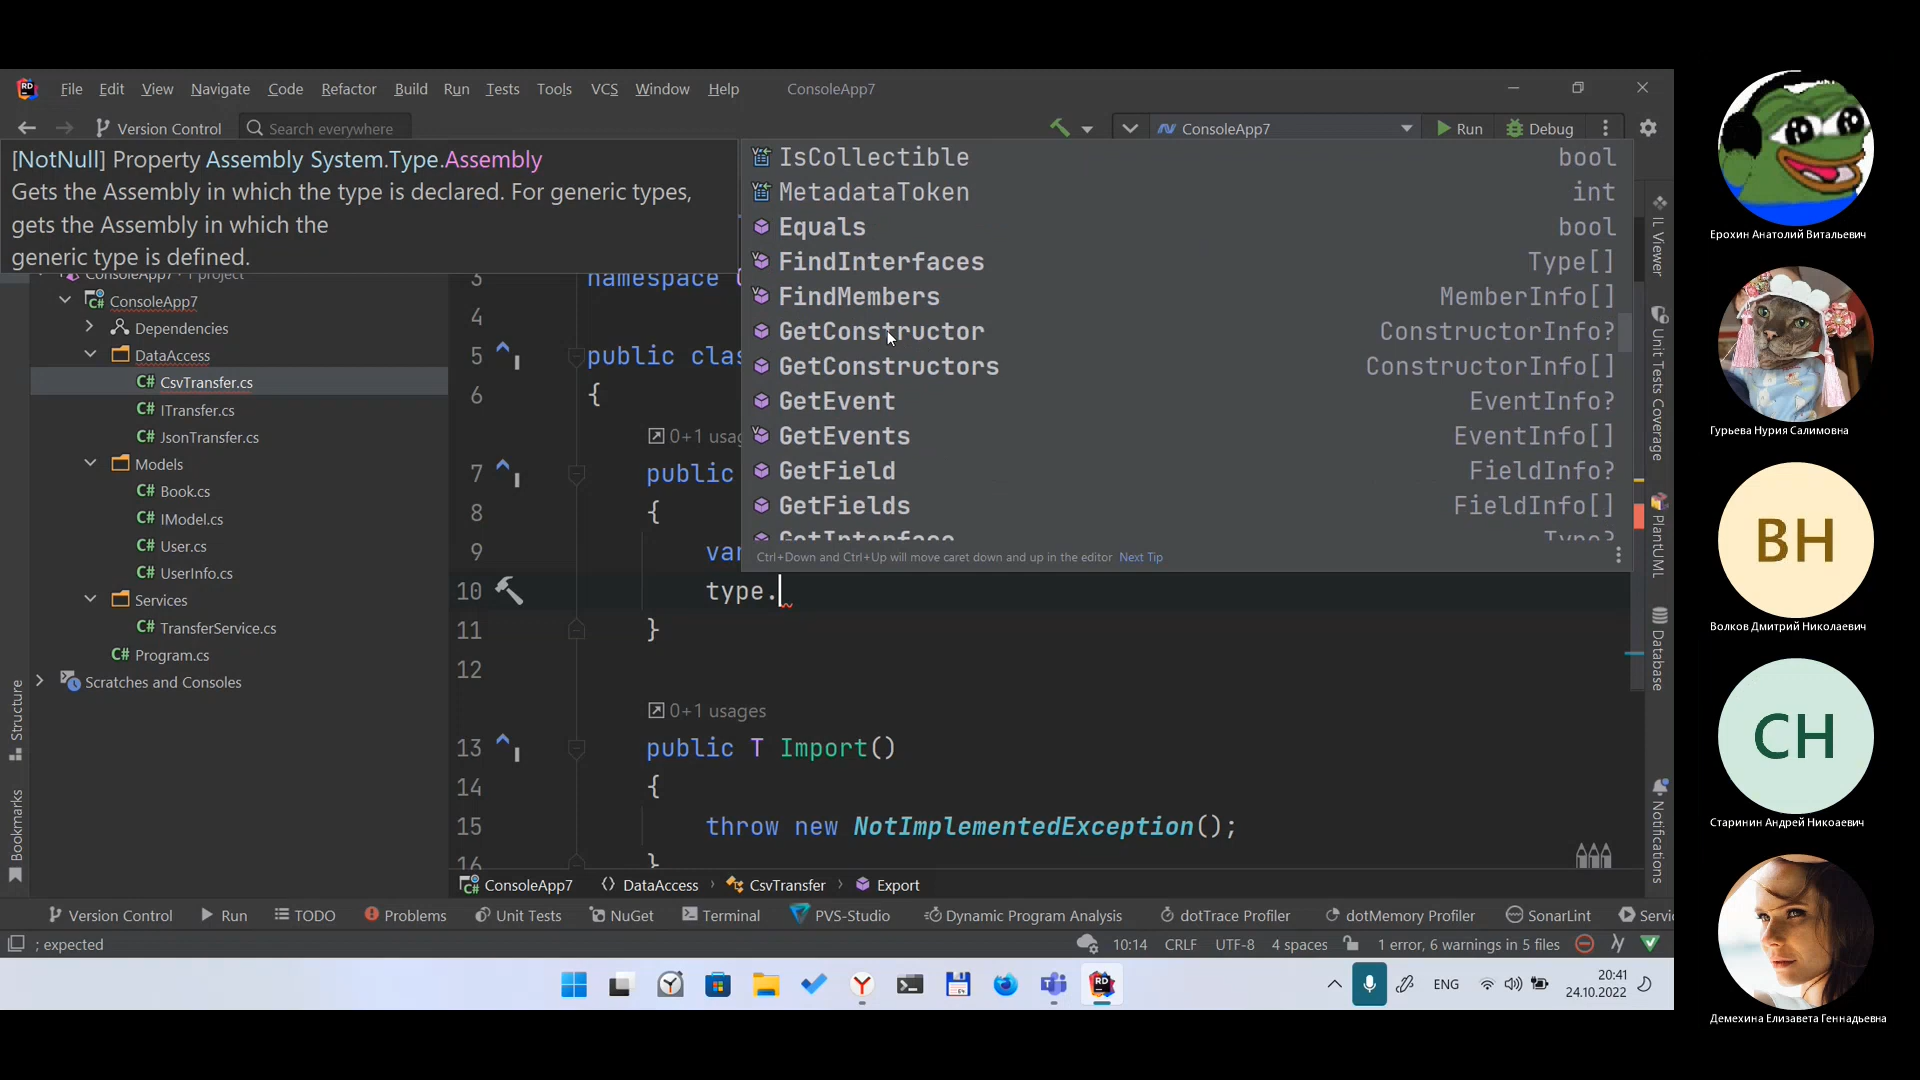 File Edit View Navigate Code Refactor Build Run Tests Tools VCS Window Help ConsoleApp7
Version Control Search everywhere ConsoleApp7 Run Debug
[NotNull] Property Assembly System.Type.Assembly
Gets the Assembly in which the type is declared. For generic types,
gets the Assembly in which the
generic type is defined.
IsCollectible bool
MetadataToken int
Equals bool
FindInterfaces Type[]
FindMembers MemberInfo[]
GetConstructor ConstructorInfo?
GetConstructors ConstructorInfo[]
GetEvent EventInfo?
GetEvents EventInfo[]
GetField FieldInfo?
GetFields FieldInfo[]
GetInterface Type?
Ctrl+Down and Ctrl+Up will move caret down and up in the editor Next Tip
ConsoleApp7 · 1 project
ConsoleApp7
Dependencies
DataAccess
C# CsvTransfer.cs
C# ITransfer.cs
C# JsonTransfer.cs
Models
C# Book.cs
C# IModel.cs
C# User.cs
C# UserInfo.cs
Services
C# TransferService.cs
C# Program.cs
Scratches and Consoles
Structure
Bookmarks
3 namespace
4
5 public clas
6 {
0+1 usag
7 public
8 {
9 var
10 type.
11 }
12
0+1 usages
13 public T Import()
14 {
15 throw new NotImplementedException();
16 }
IL Viewer
Unit Tests Coverage
PlantUML
Database
Notifications
ConsoleApp7 DataAccess CsvTransfer Export
Version Control Run TODO Problems Unit Tests NuGet Terminal PVS-Studio Dynamic Program Analysis dotTrace Profiler dotMemory Profiler SonarLint Servi
; expected 10:14 CRLF UTF-8 4 spaces 1 error, 6 warnings in 5 files
ENG 20:41
24.10.2022
Ерохин Анатолий Витальевич
Гурьева Нурия Салимовна
ВН
Волков Дмитрий Николаевич
СН
Старинин Андрей Никоаевич
Демехина Елизавета Геннадьевна